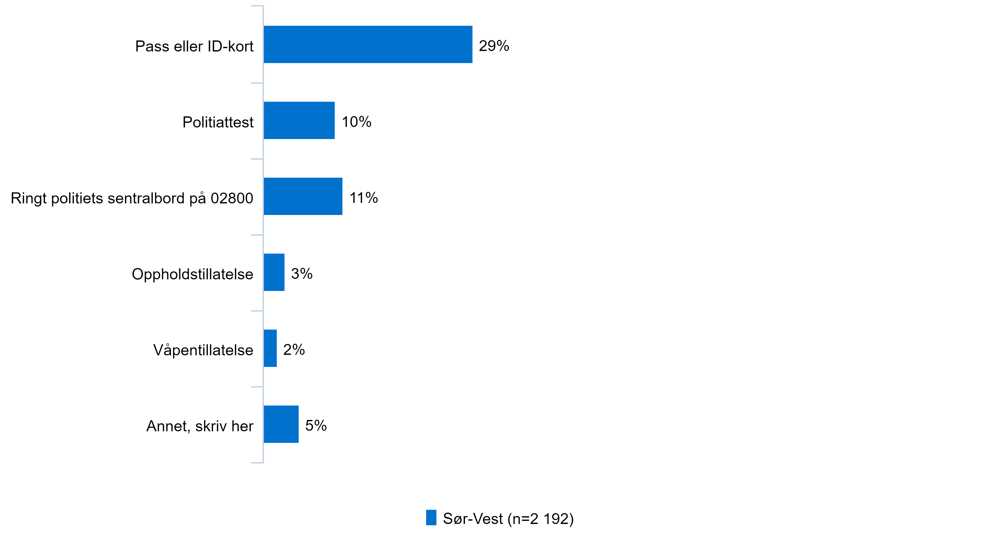 Pass eller ID-kort 29%
Politiattest 10%
Ringt politiets sentralbord på 02800 11%
Oppholdstillatelse 3%
Våpentillatelse 2%
Annet, skriv her 5%
Sør-Vest (n=2 192)